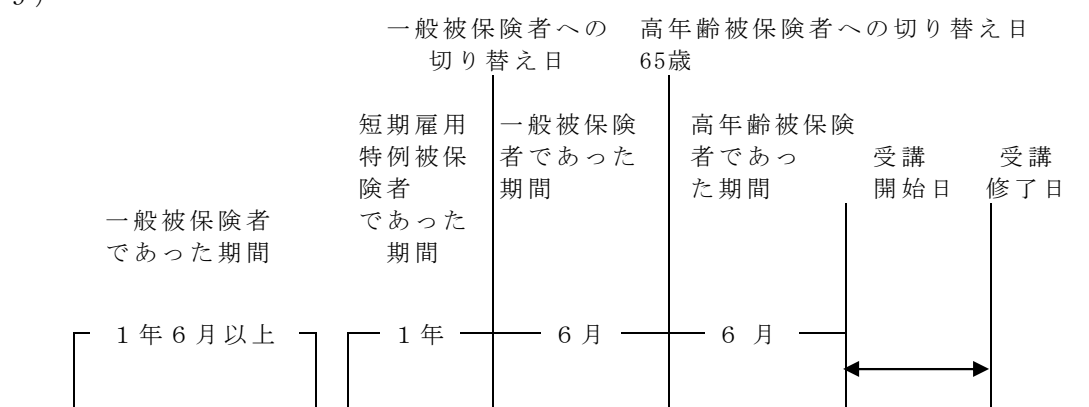 一般被保険者への
切り替え日
高年齢被保険者への切り替え日
65歳
短期雇用
特例被保
険者
であった
期間
一般被保険
者であった
期間
高年齢被保険
者であっ
た期間
受講
開始日
受講
修了日
一般被保険者
であった期間
1年6月以上
1年
6月
6 月